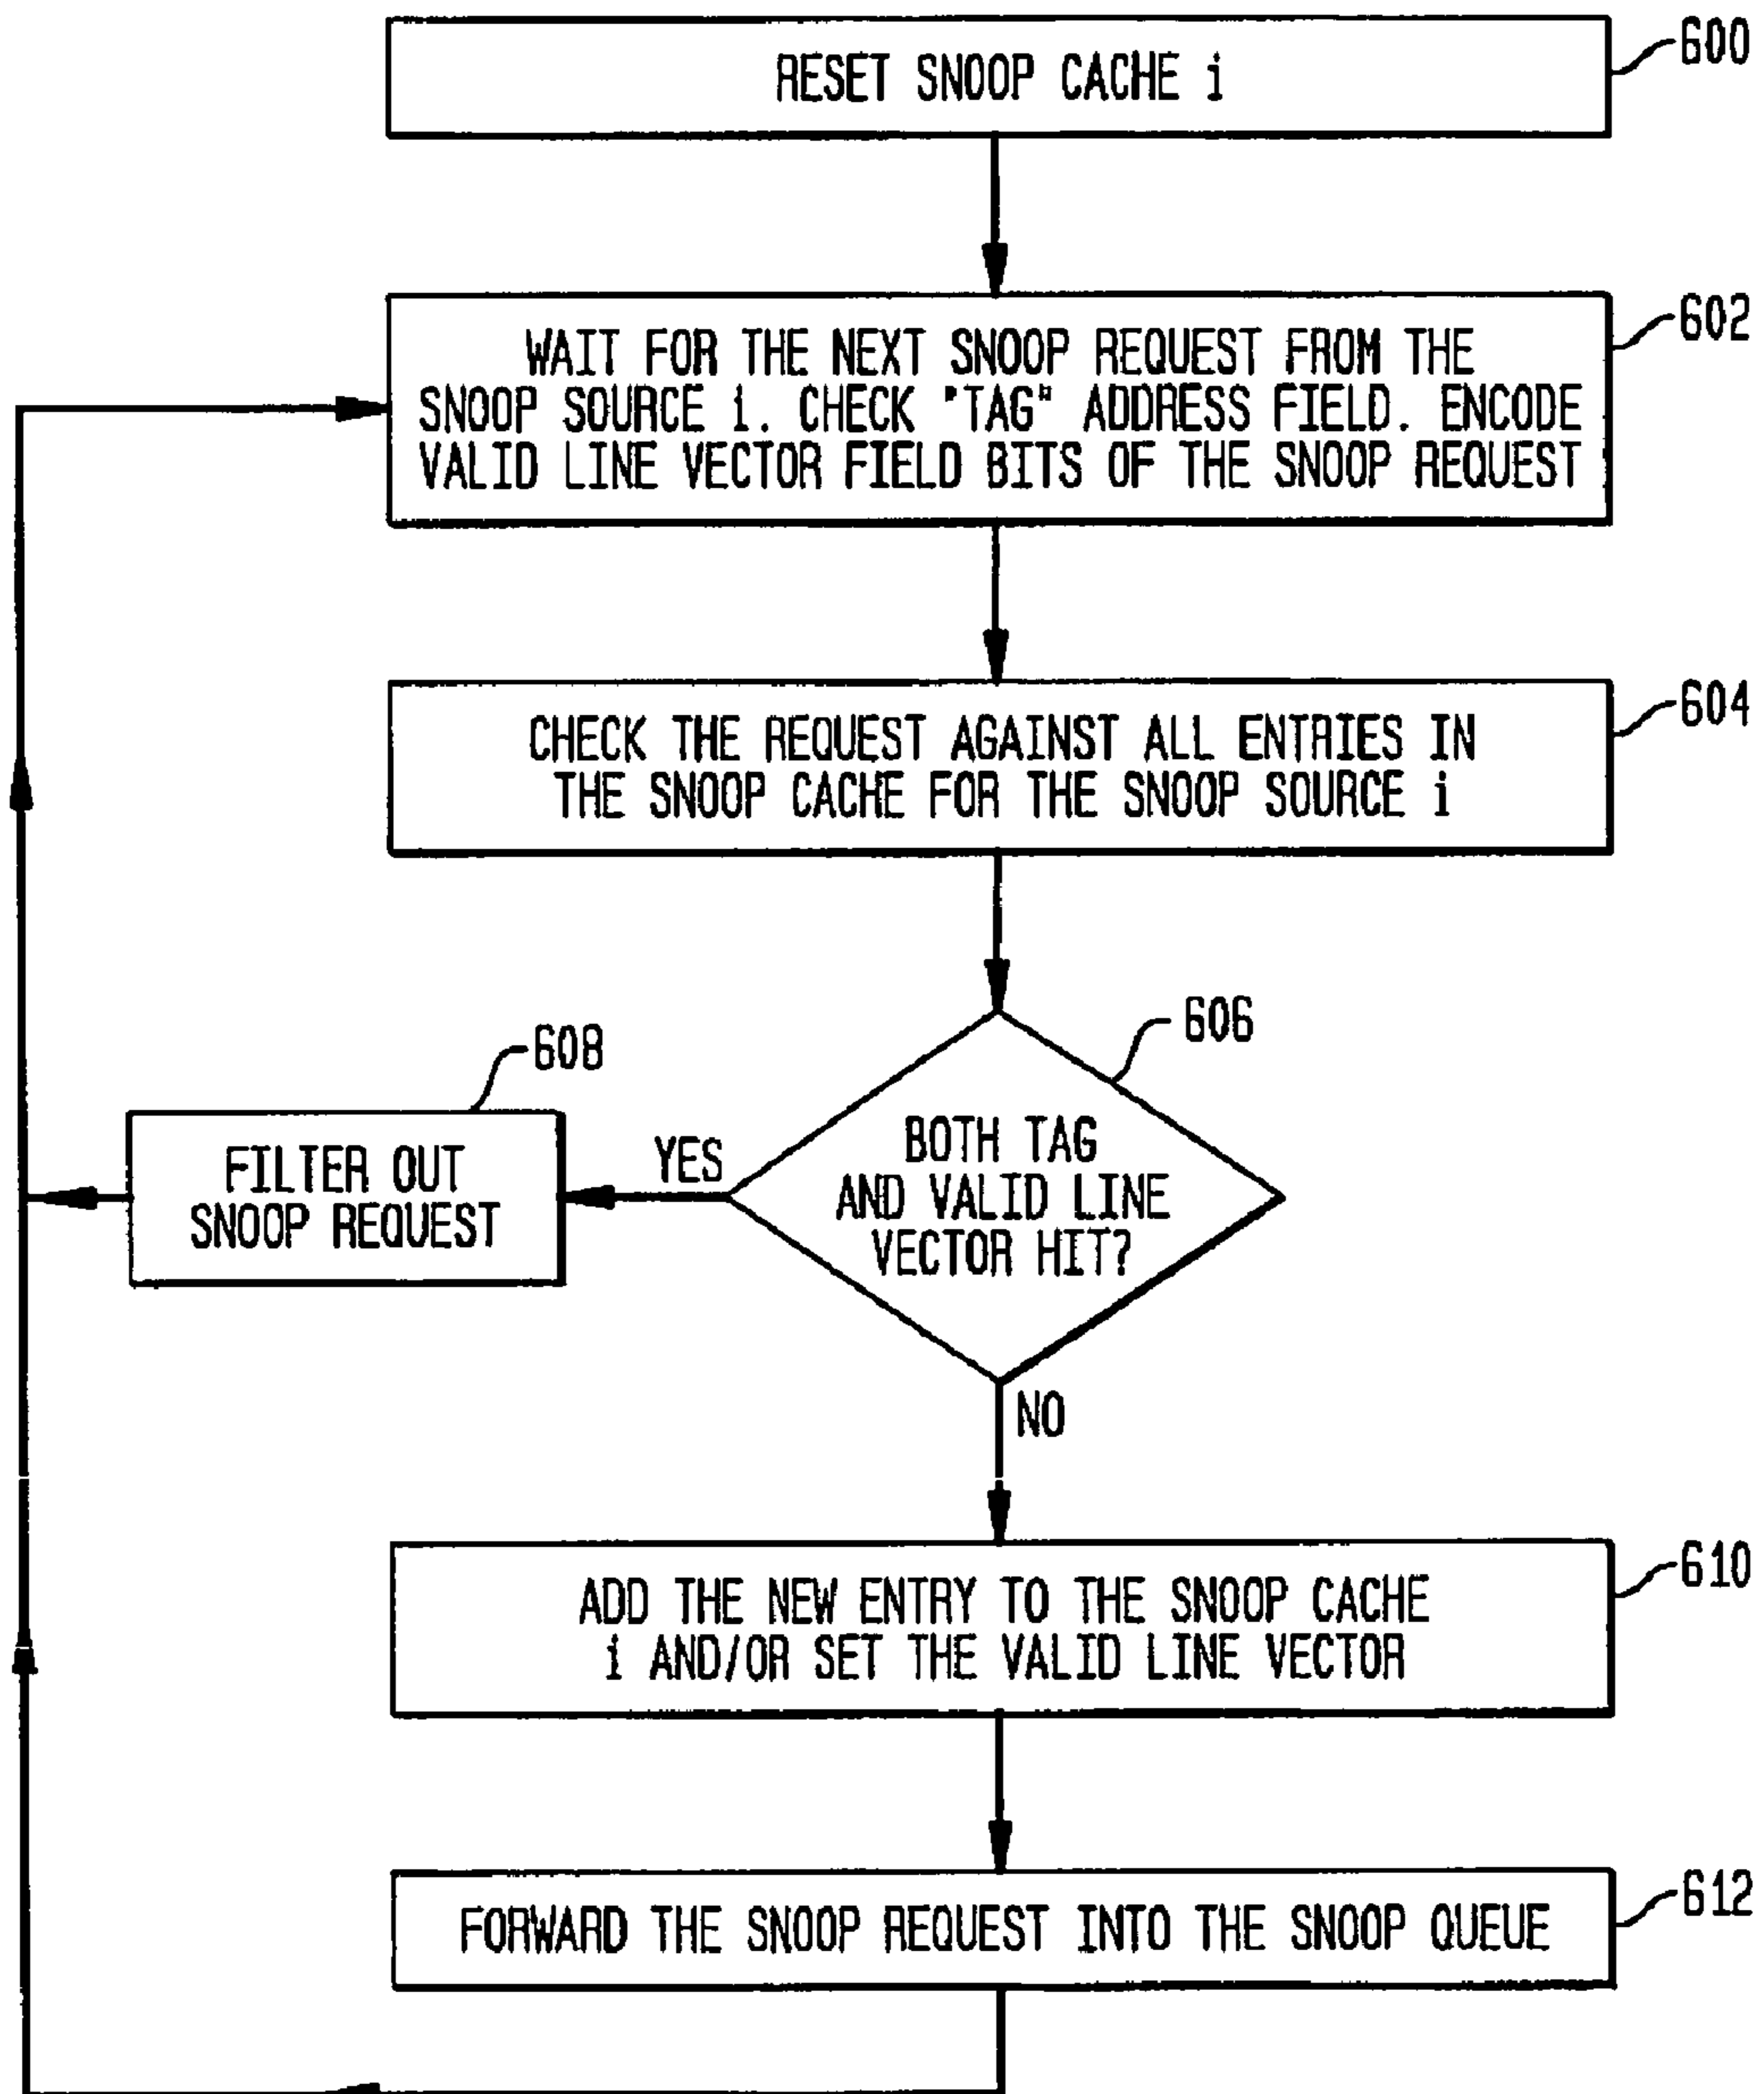 RESET SNOOP CACHE i
600
WAIT FOR THE NEXT SNOOP REQUEST FROM THE
SNOOP SOURCE i. CHECK "TAG" ADDRESS FIELD. ENCODE
VALID LINE VECTOR FIELD BITS OF THE SNOOP REQUEST
602
CHECK THE REQUEST AGAINST ALL ENTRIES IN
THE SNOOP CACHE FOR THE SNOOP SOURCE i
604
606
608
BOTH TAG
AND VALID LINE
VECTOR HIT?
YES
FILTER OUT
SNOOP REQUEST
NO
ADD THE NEW ENTRY TO THE SNOOP CACHE
i AND/OR SET THE VALID LINE VECTOR
610
FORWARD THE SNOOP REQUEST INTO THE SNOOP QUEUE
612